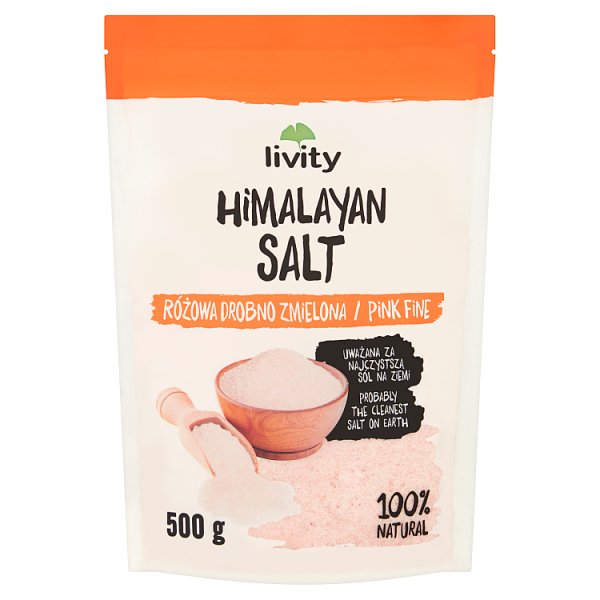 livity
HiMALAYAN
SALT
RÓŻOWA DROBNO ZMIELONA / PINK FINE
UWAŻANA ZA
NAJCZYSTSZĄ
SÓL NA ZIEMI
PROBABLY
THE CLEANEST
SALT ON EARTH
500 g
100%
NATURAL